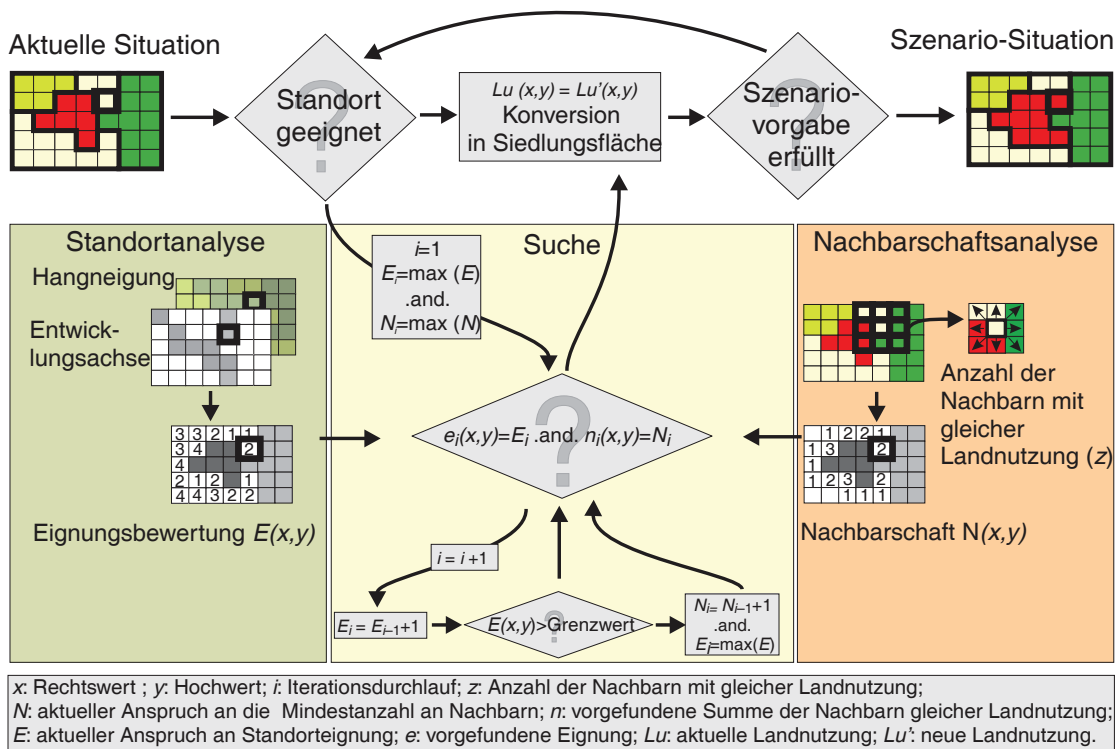 Aktuelle Situation
Szenario-Situation
?
Standort
geeignet
Lu (x,y) = Lu'(x,y)
Konversion
in Siedlungsfläche
?
Szenario-
vorgabe
erfüllt
Standortanalyse
Hangneigung
Entwick-
lungsachse
3 3 2 1 1
3 4 2
4
2 1 2 1
4 4 3 2 2
Eignungsbewertung E(x,y)
Suche
i=1
Ei=max (E)
.and.
Ni=max (N)
?
ei(x,y)=Ei .and. ni(x,y)=Ni
i = i +1
Ei = Ei–1+1
?
E(x,y)>Grenzwert
Ni= Ni–1+1
.and.
Ei=max(E)
Nachbarschaftsanalyse
Anzahl der
Nachbarn mit
gleicher
Landnutzung (z)
1 2 2 1
1 3 2
1
1 2 3 2
1 1 1
Nachbarschaft N(x,y)
x: Rechtswert ; y: Hochwert; i: Iterationsdurchlauf; z: Anzahl der Nachbarn mit gleicher Landnutzung;
N: aktueller Anspruch an die Mindestanzahl an Nachbarn; n: vorgefundene Summe der Nachbarn gleicher Landnutzung;
E: aktueller Anspruch an Standorteignung; e: vorgefundene Eignung; Lu: aktuelle Landnutzung; Lu': neue Landnutzung.